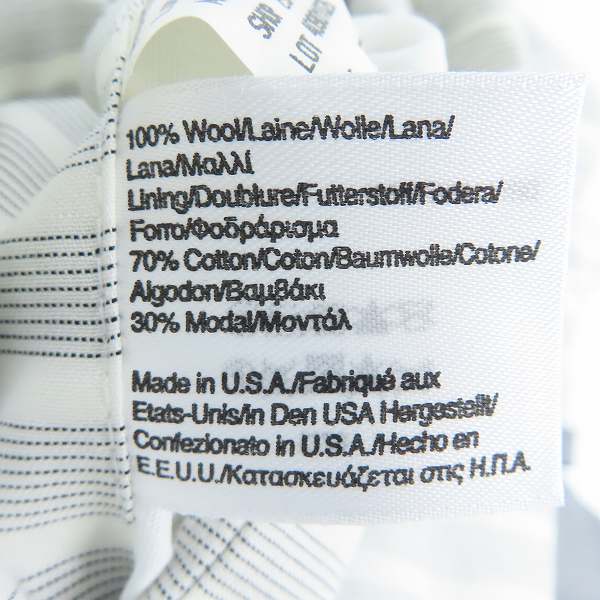 SKP
LOT
100% Wool/Laine/Wolle/Lana/
Lana/Μαλλί
Lining/Doublure/Futterstoff/Fodera/
Forro/Φοδράρισμα
70% Cotton/Coton/Baumwolle/Cotone/
Algodon/Βαμβάκι
30% Modal/Μοντάλ
Made in U.S.A./Fabriqué aux
Etats-Unis/in Den USA Hergestellt/
Confezionato in U.S.A./Hecho en
E.E.U.U./Κατασκευάζεται στις Η.Π.Α.